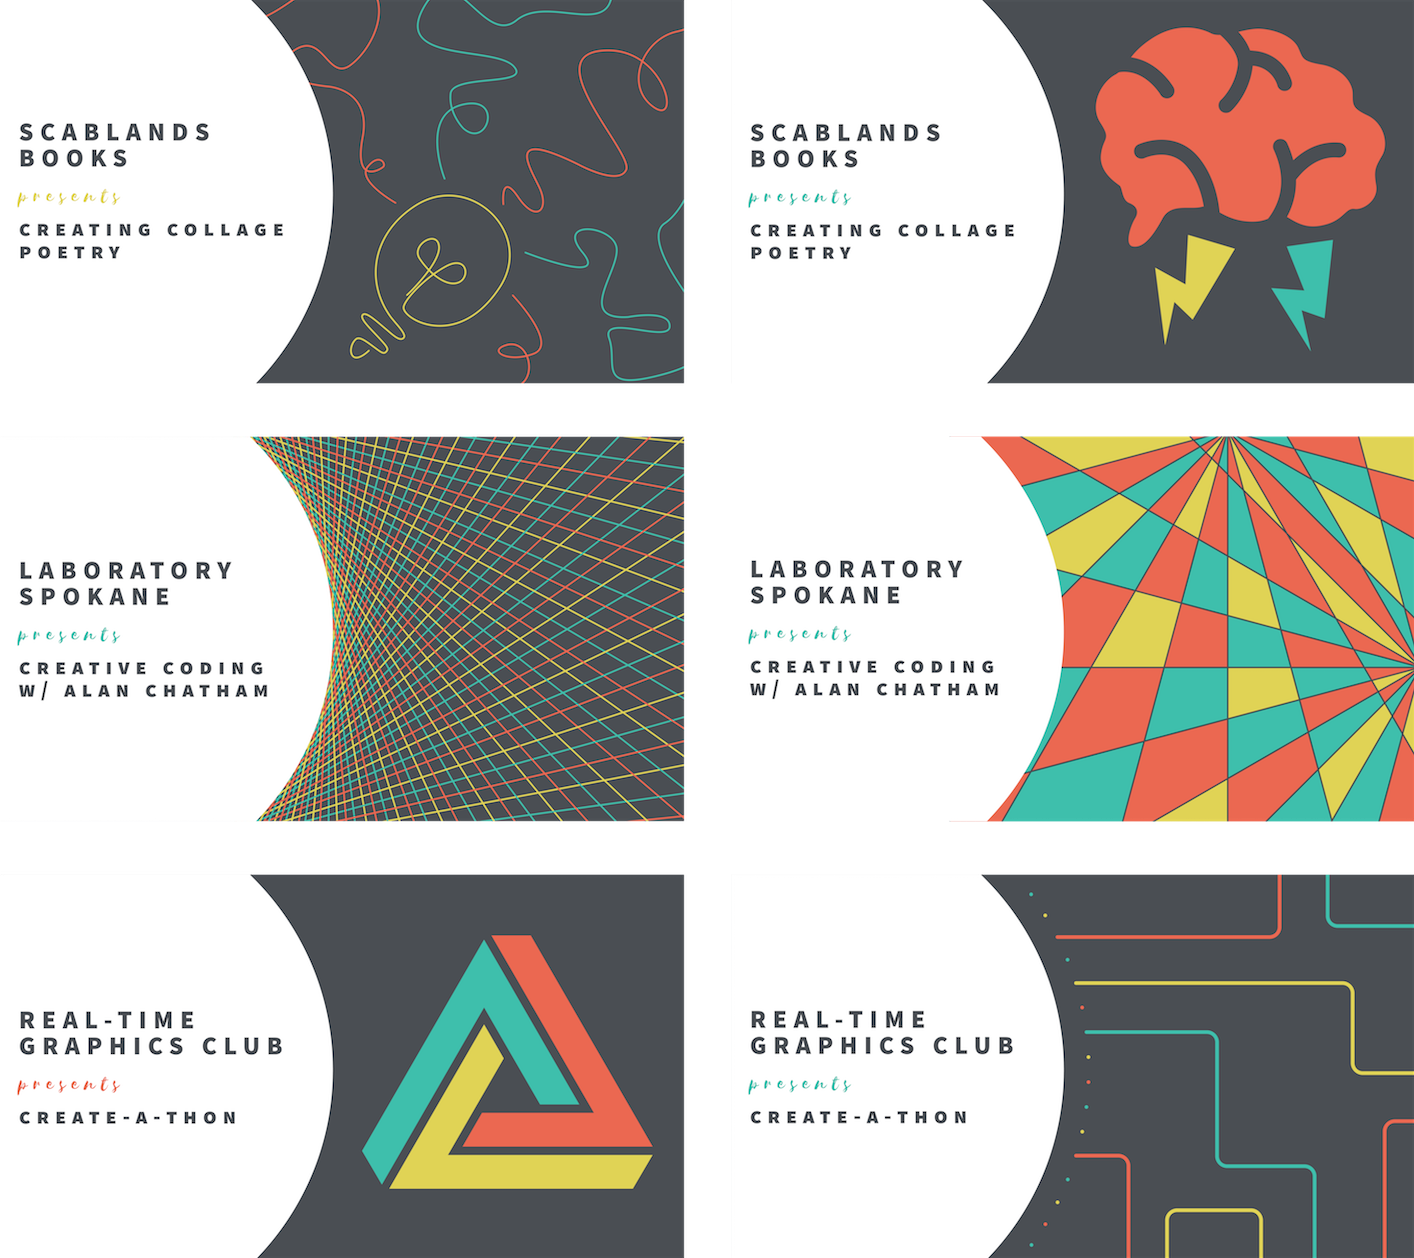 SCABLANDS
BOOKS
presents
CREATING COLLAGE
POETRY
SCABLANDS
BOOKS
presents
CREATING COLLAGE
POETRY
LABORATORY
SPOKANE
presents
CREATIVE CODING
W/ ALAN CHATHAM
LABORATORY
SPOKANE
presents
CREATIVE CODING
W/ ALAN CHATHAM
REAL-TIME
GRAPHICS CLUB
presents
CREATE-A-THON
REAL-TIME
GRAPHICS CLUB
presents
CREATE-A-THON